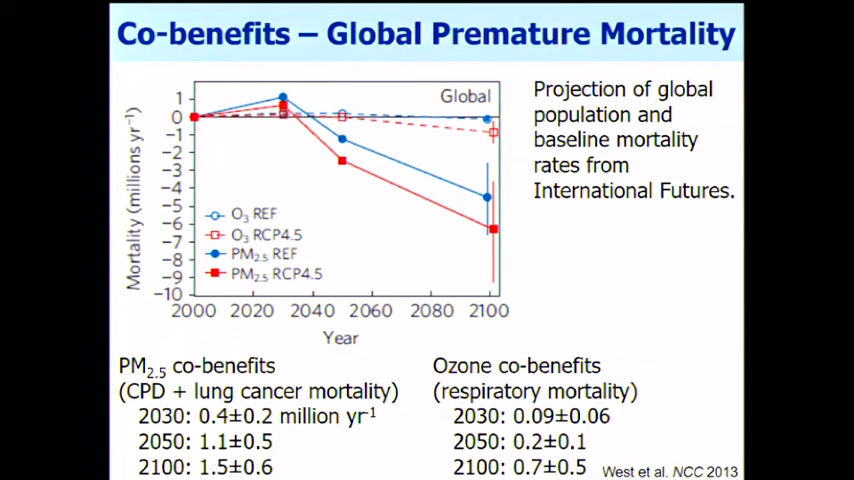 Co-benefits – Global Premature Mortality
Global
Mortality (millions yr⁻¹)
1
0
−1
−2
−3
−4
−5
−6
−7
−8
−9
−10
O₃ REF
O₃ RCP4.5
PM₂.₅ REF
PM₂.₅ RCP4.5
2000 2020 2040 2060 2080 2100
Year
Projection of global
population and
baseline mortality
rates from
International Futures.
PM₂.₅ co-benefits
(CPD + lung cancer mortality)
2030: 0.4±0.2 million yr⁻¹
2050: 1.1±0.5
2100: 1.5±0.6
Ozone co-benefits
(respiratory mortality)
2030: 0.09±0.06
2050: 0.2±0.1
2100: 0.7±0.5
West et al. NCC 2013